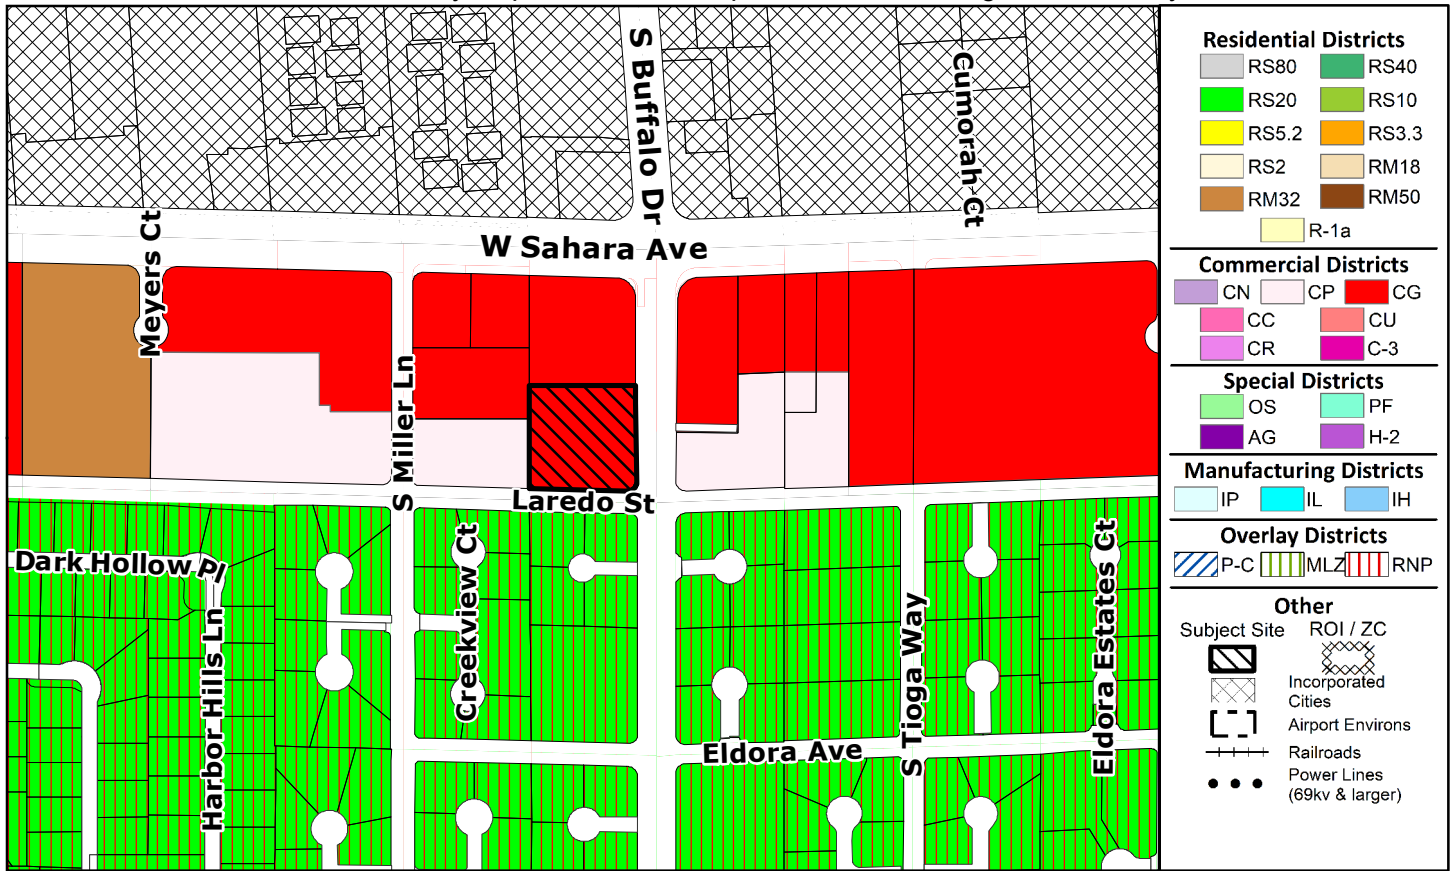 S Buffalo Dr
Cumorah Ct
Meyers Ct
W Sahara Ave
S Miller Ln
Laredo St
Dark Hollow Pl
Harbor Hills Ln
Creekview Ct
S Tioga Way
Eldora Estates Ct
Eldora Ave
Residential Districts
RS80 RS40
RS20 RS10
RS5.2 RS3.3
RS2 RM18
RM32 RM50
R-1a
Commercial Districts
CN CP CG
CC CU
CR C-3
Special Districts
OS PF
AG H-2
Manufacturing Districts
IP IL IH
Overlay Districts
P-C MLZ RNP
Other
Subject Site ROI / ZC
Incorporated
Cities
Airport Environs
Railroads
Power Lines
(69kv & larger)